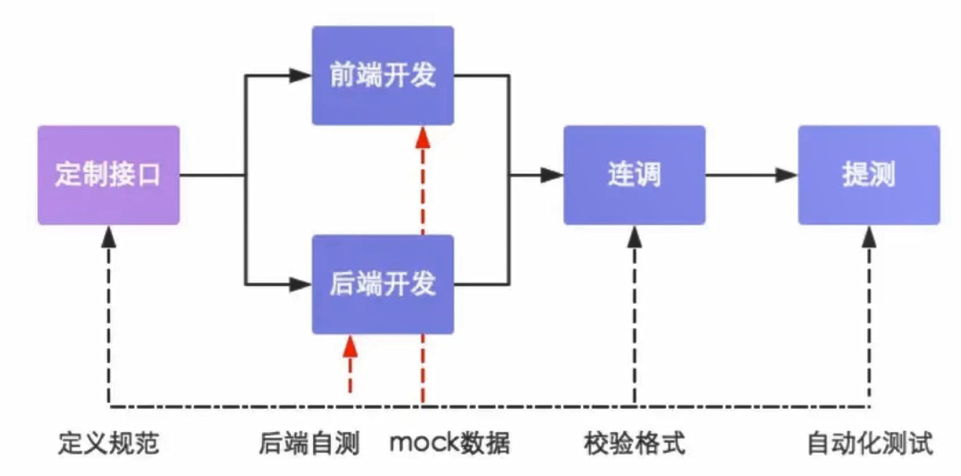 前端开发
定制接口
连调
提测
后端开发
定义规范
后端自测
mock数据
校验格式
自动化测试